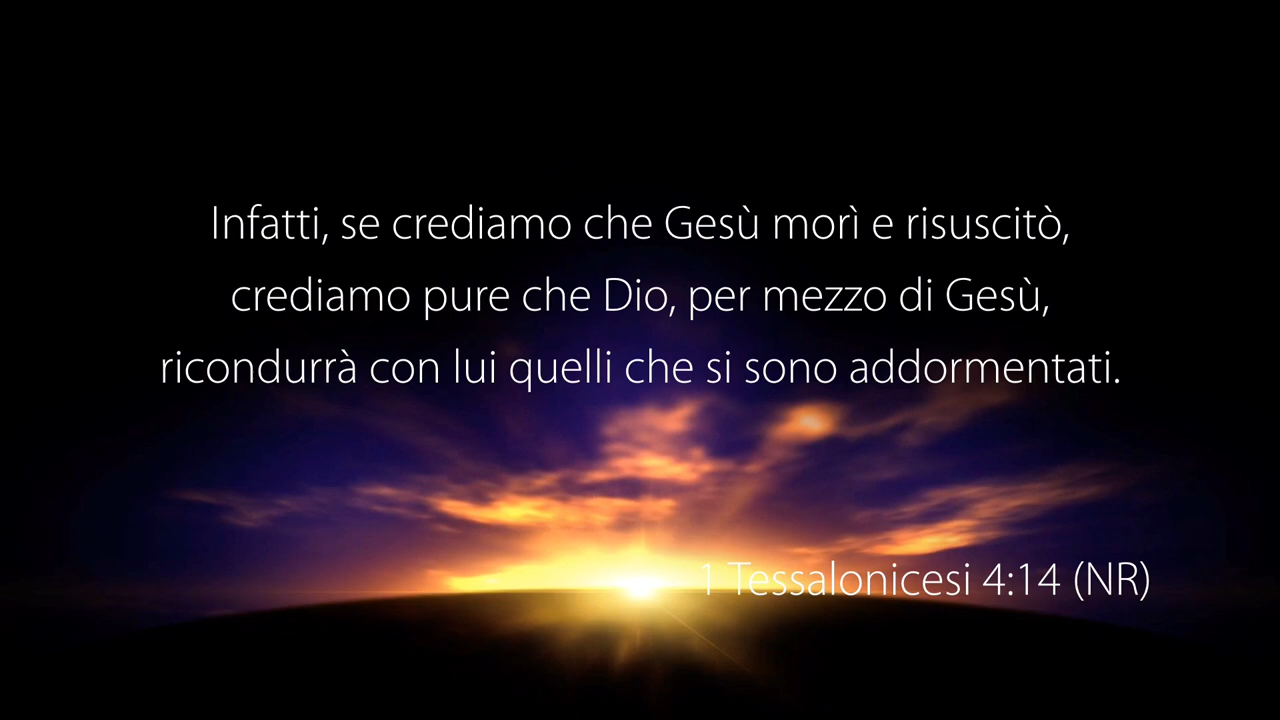 Infatti, se crediamo che Gesù morì e risuscitò,
crediamo pure che Dio, per mezzo di Gesù,
ricondurrà con lui quelli che si sono addormentati.
1 Tessalonicesi 4:14 (NR)